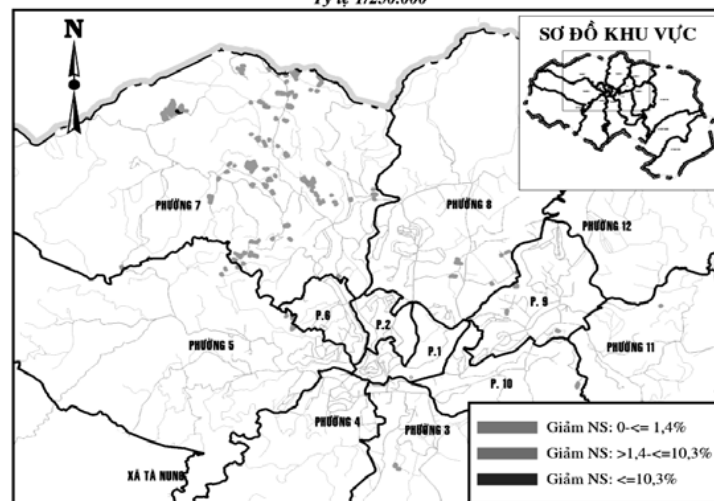 Tỷ lệ 1/250.000
N
SƠ ĐỒ KHU VỰC
PHƯỜNG 7
PHƯỜNG 8
PHƯỜNG 12
P. 6
P. 2
P. 9
P. 1
PHƯỜNG 5
PHƯỜNG 11
P. 10
PHƯỜNG 4
PHƯỜNG 3
XÃ TÀ NUNG
Giảm NS: 0-<= 1,4%
Giảm NS: >1,4-<=10,3%
Giảm NS: <=10,3%